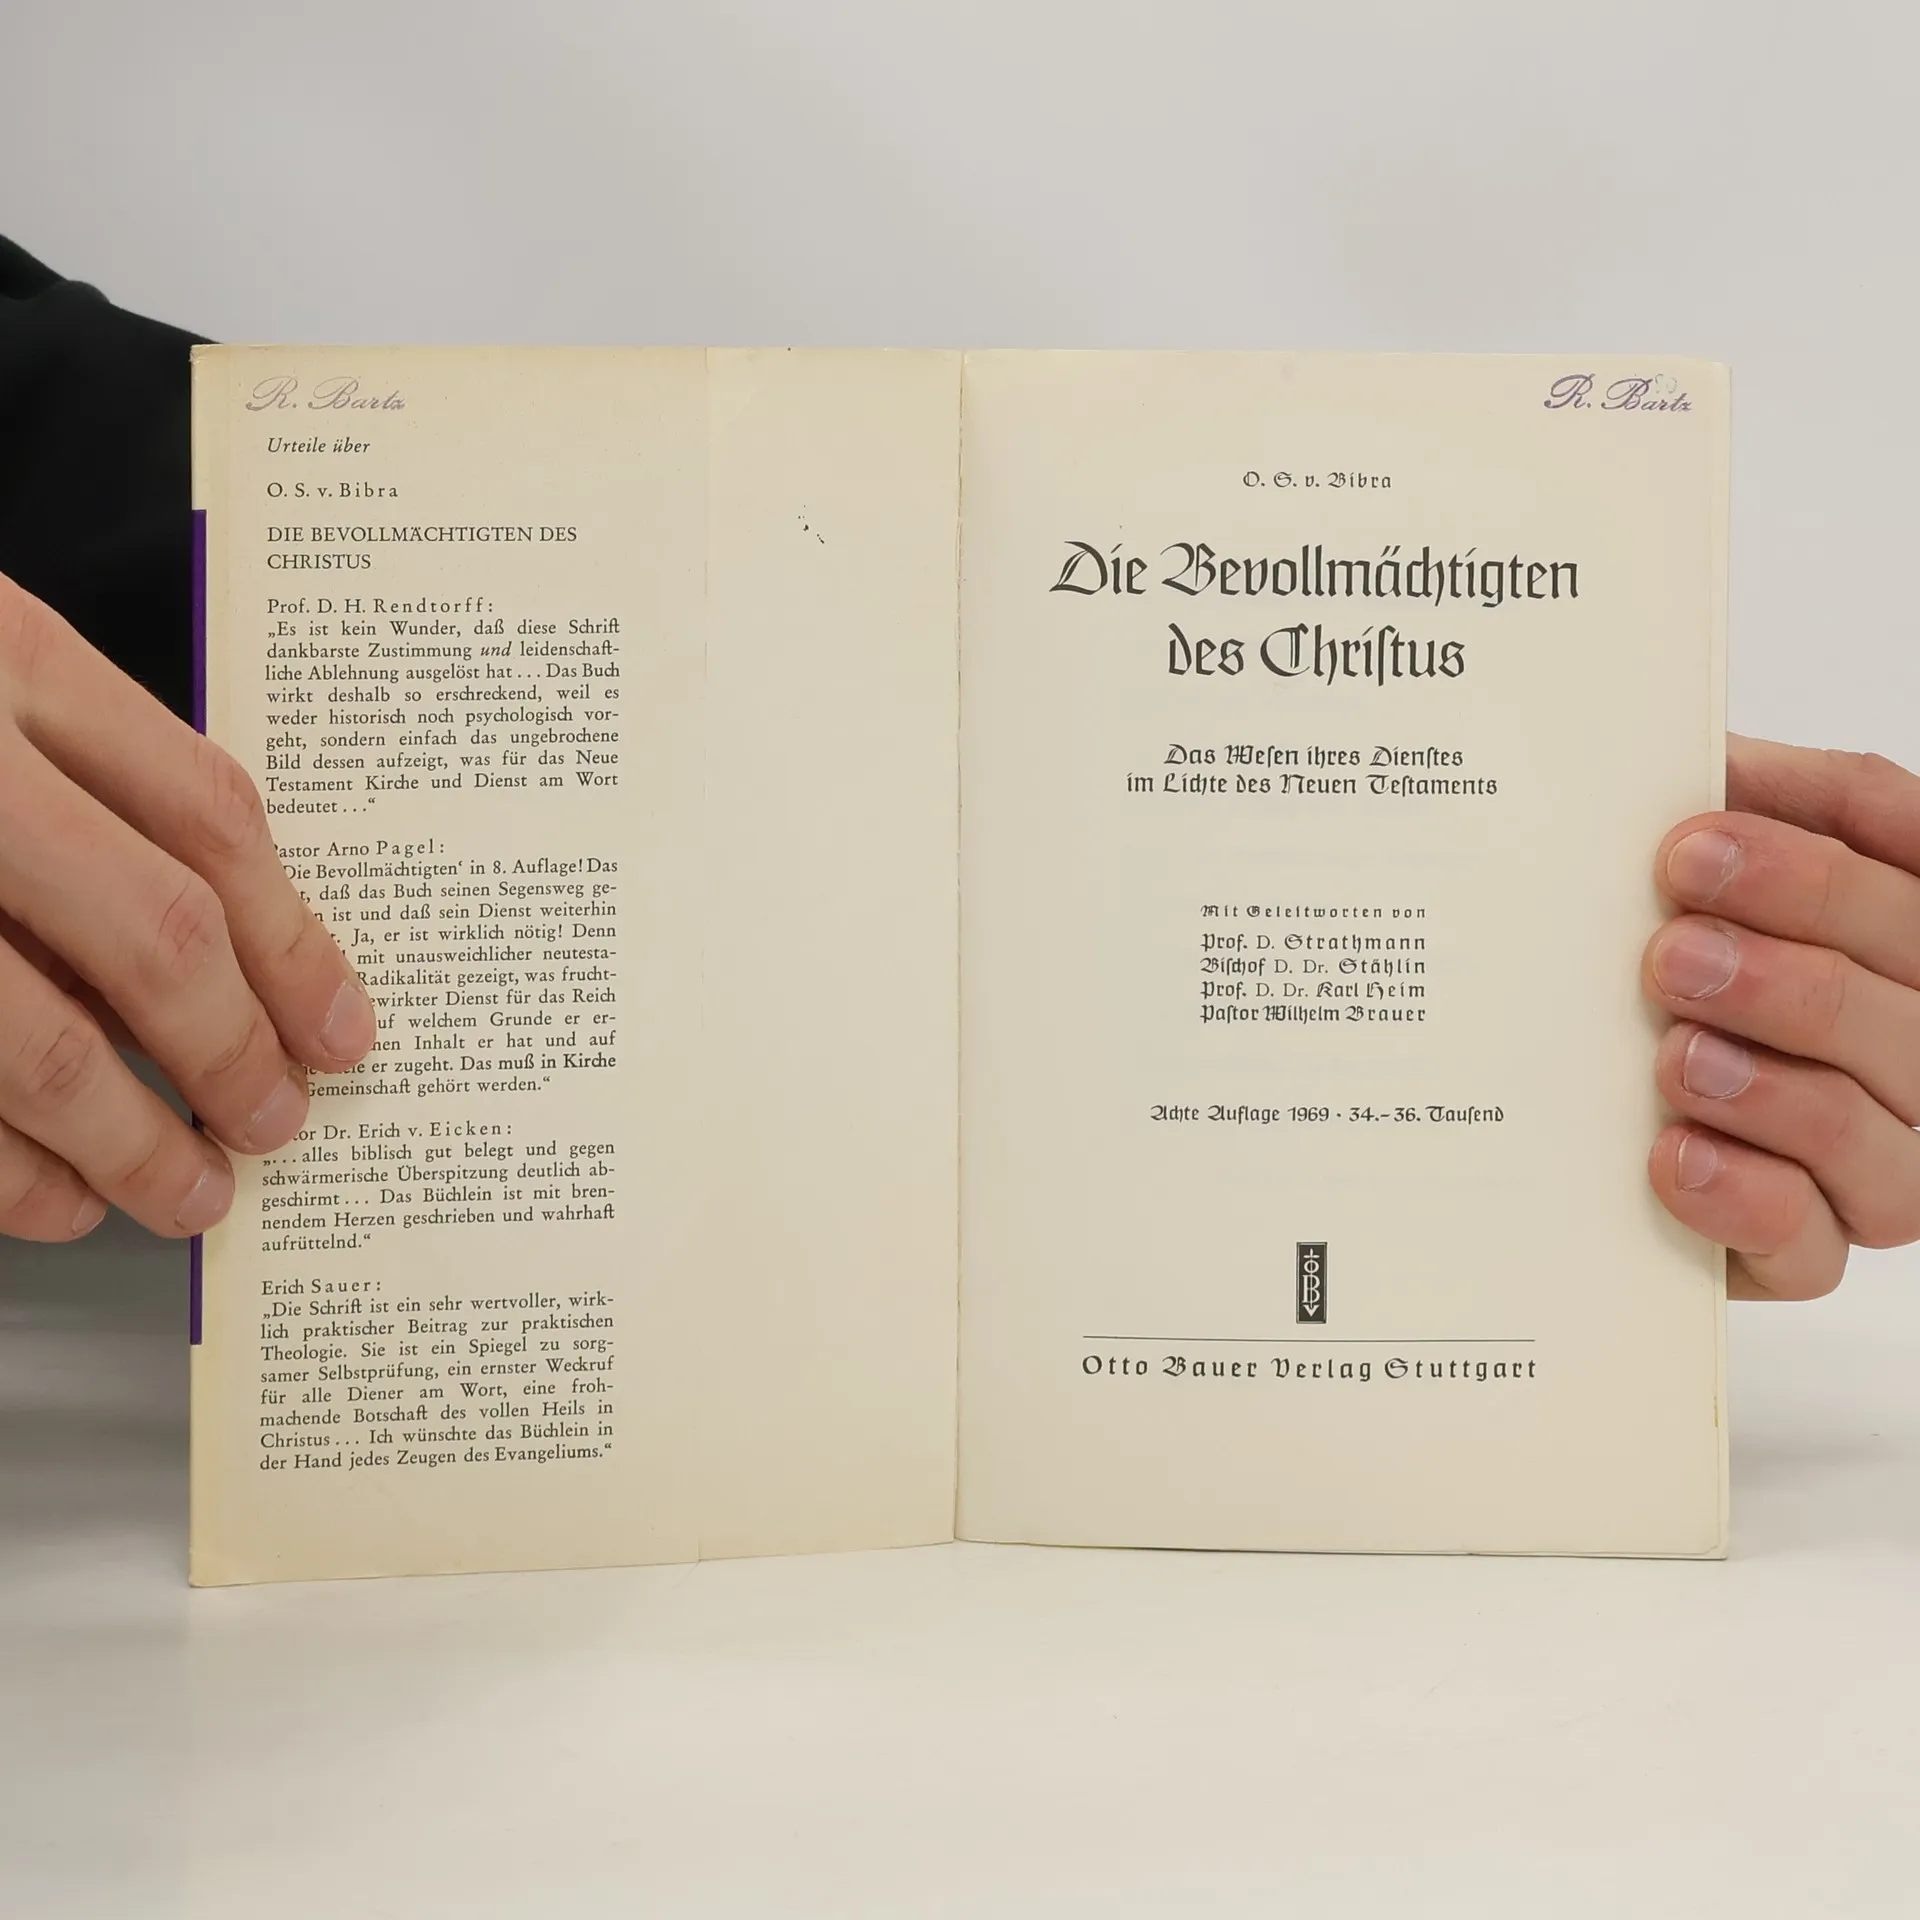 R. Bartz
Urteile über
O. S. v. Bibra
DIE BEVOLLMÄCHTIGTEN DES
CHRISTUS
Prof. D. H. Rendtorff:
„Es ist kein Wunder, daß diese Schrift
dankbarste Zustimmung und leidenschaft-
liche Ablehnung ausgelöst hat... Das Buch
wirkt deshalb so erschreckend, weil es
weder historisch noch psychologisch vor-
geht, sondern einfach das ungebrochene
Bild dessen aufzeigt, was für das Neue
Testament Kirche und Dienst am Wort
bedeutet..."
Arno Pagel:
Die Bevollmächtigten‘ in 8. Auflage! Das
daß das Buch seinen Segensweg ge-
ist und daß sein Dienst weiterhin
Ja, er ist wirklich nötig! Denn
mit unausweichlicher neutesta-
Radikalität gezeigt, was frucht-
Dienst für das Reich
welchem Grunde er er-
Inhalt er hat und auf
er zugeht. Das muß in Kirche
Gemeinschaft gehört werden.“
Dr. Erich v. Eicken:
„...alles biblisch gut belegt und gegen
schwärmerische Überspitzung deutlich ab-
geschirmt... Das Büchlein ist mit bren-
nendem Herzen geschrieben und wahrhaft
aufrüttelnd.“
Erich Sauer:
„Die Schrift ist ein sehr wertvoller, wirk-
lich praktischer Beitrag zur praktischen
Theologie. Sie ist ein Spiegel zu sorg-
samer Selbstprüfung, ein ernster Weckruf
für alle Diener am Wort, eine froh-
machende Botschaft des vollen Heils in
Christus... Ich wünschte das Büchlein in
der Hand jedes Zeugen des Evangeliums.“
R. Bartz
O. S. v. Bibra
Die Bevollmächtigten
des Chriſtus
Das Weſen ihres Dienſtes
im Lichte des Neuen Teſtaments
Mit Geleitworten von
Prof. D. Strathmann
Biſchof D. Dr. Stählin
Prof. D. Dr. Karl Heim
Paſtor Wilhelm Brauer
Achte Auflage 1969 · 34.-36. Tauſend
OBV
Otto Bauer Verlag Stuttgart